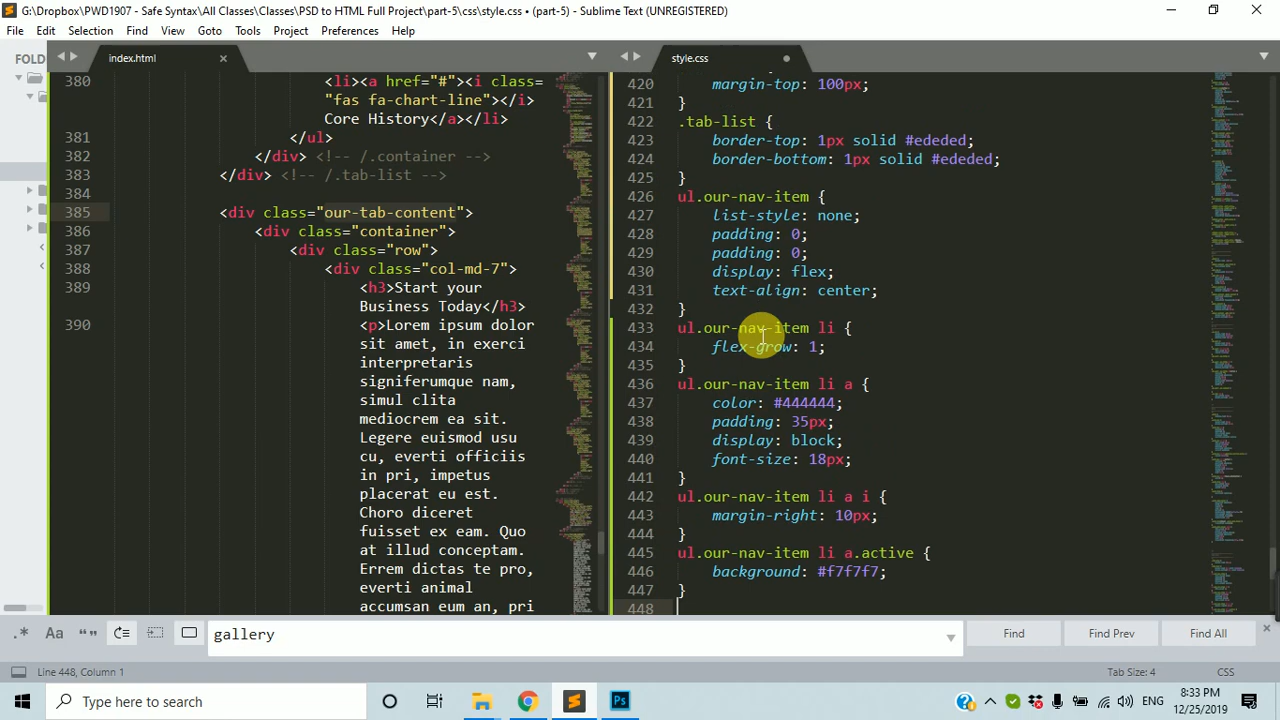 G:\Dropbox\PWD1907 - Safe Syntax\All Classes\Classes\PSD to HTML Full Project\part-5\css\style.css • (part-5) - Sublime Text (UNREGISTERED)
File Edit Selection Find View Goto Tools Project Preferences Help
FOLD
index.html
380 <li><a href="#"><i class=
"fas fa-chart-line"></i>
Core History</a></li>
381 </ul>
382 </div> <!-- /.container -->
383 </div> <!-- /.tab-list -->
384
385 <div class="our-tab-content">
386 <div class="container">
387 <div class="row">
388 <div class="col-md-7">
389 <h3>Start your
Business Today</h3>
390 <p>Lorem ipsum dolor
sit amet, in exerci
interpretaris
signiferumque nam,
simul clita
mediocrem ea sit.
Legere euismod usu
cu, everti officiis
in pri, impetus
placerat eu est.
Choro diceret
fuisset ex eam. Quo
at illud conceptam.
Errem dictas te pro,
everti animal
accumsan eum an, pri
style.css
420 margin-top: 100px;
421 }
422 .tab-list {
423 border-top: 1px solid #ededed;
424 border-bottom: 1px solid #ededed;
425 }
426 ul.our-nav-item {
427 list-style: none;
428 padding: 0;
429 padding: 0;
430 display: flex;
431 text-align: center;
432 }
433 ul.our-nav-item li {
434 flex-grow: 1;
435 }
436 ul.our-nav-item li a {
437 color: #444444;
438 padding: 35px;
439 display: block;
440 font-size: 18px;
441 }
442 ul.our-nav-item li a i {
443 margin-right: 10px;
444 }
445 ul.our-nav-item li a.active {
446 background: #f7f7f7;
447 }
448
.* Aa “” gallery Find Find Prev Find All
Line 448, Column 1 Tab Size: 4 CSS
Type here to search
ENG
8:33 PM
12/25/2019